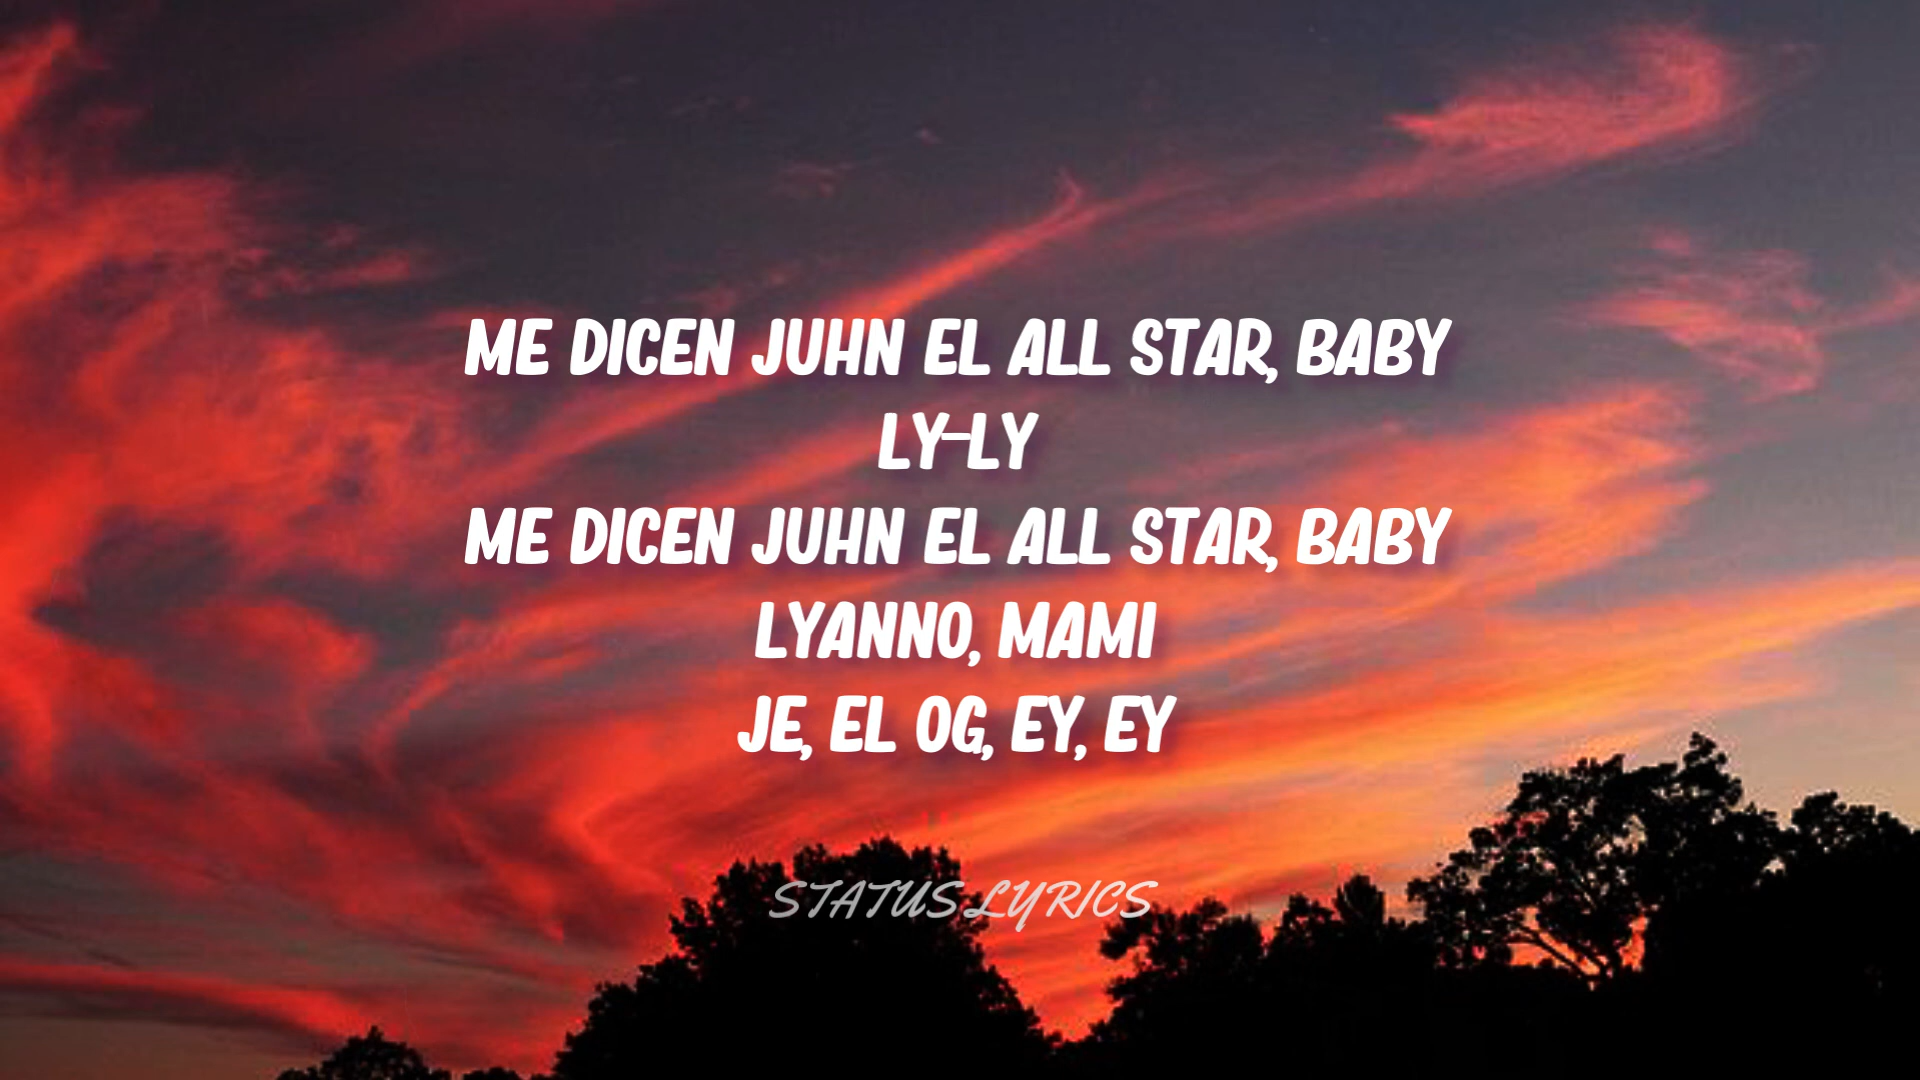 ME DICEN JUHN EL ALL STAR, BABY
LY-LY
ME DICEN JUHN EL ALL STAR, BABY
LYANNO, MAMI
JE, EL OG, EY, EY
STATUS LYRICS